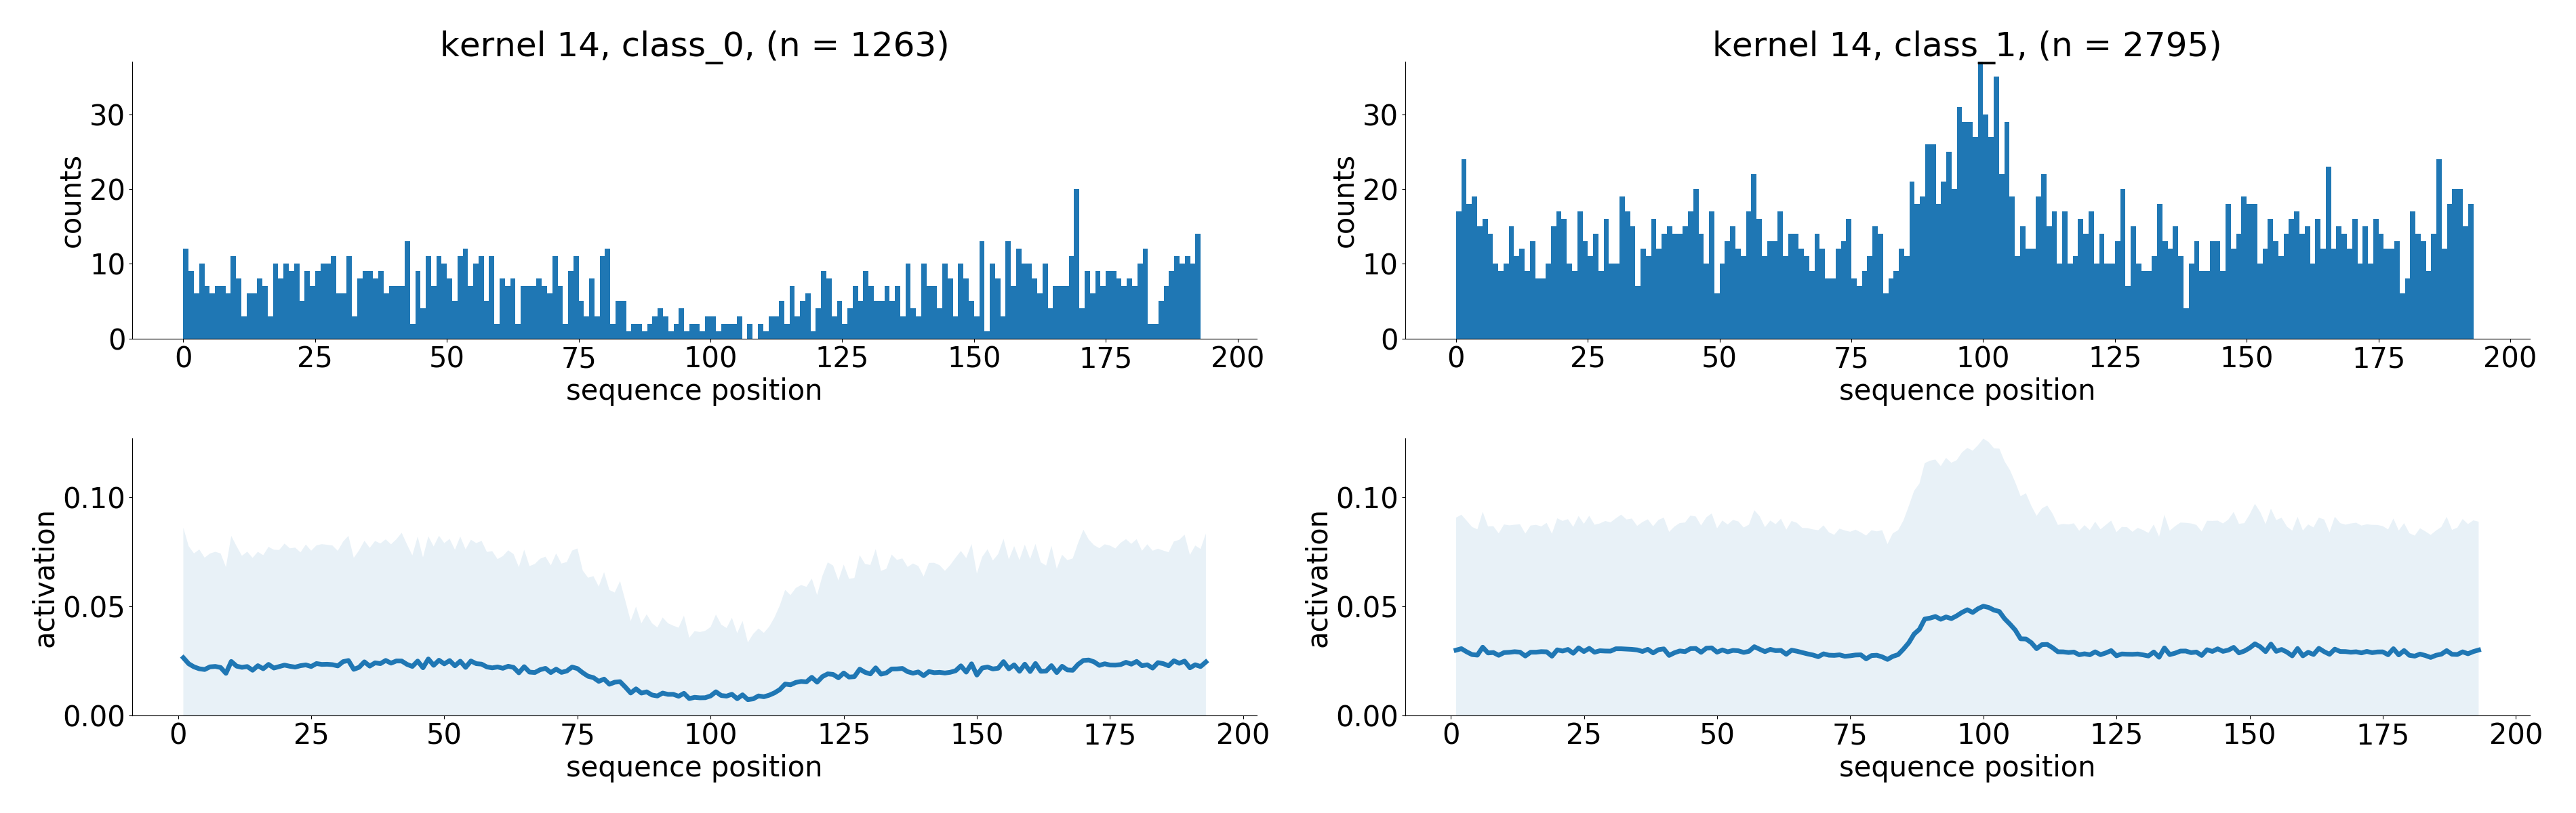 kernel 14, class_0, (n = 1263)
30
20
10
0
counts
0 25 50 75 100 125 150 175 200
sequence position
kernel 14, class_1, (n = 2795)
30
20
10
0
counts
0 25 50 75 100 125 150 175 200
sequence position
0.10
0.05
0.00
activation
0 25 50 75 100 125 150 175 200
sequence position
0.10
0.05
0.00
activation
0 25 50 75 100 125 150 175 200
sequence position